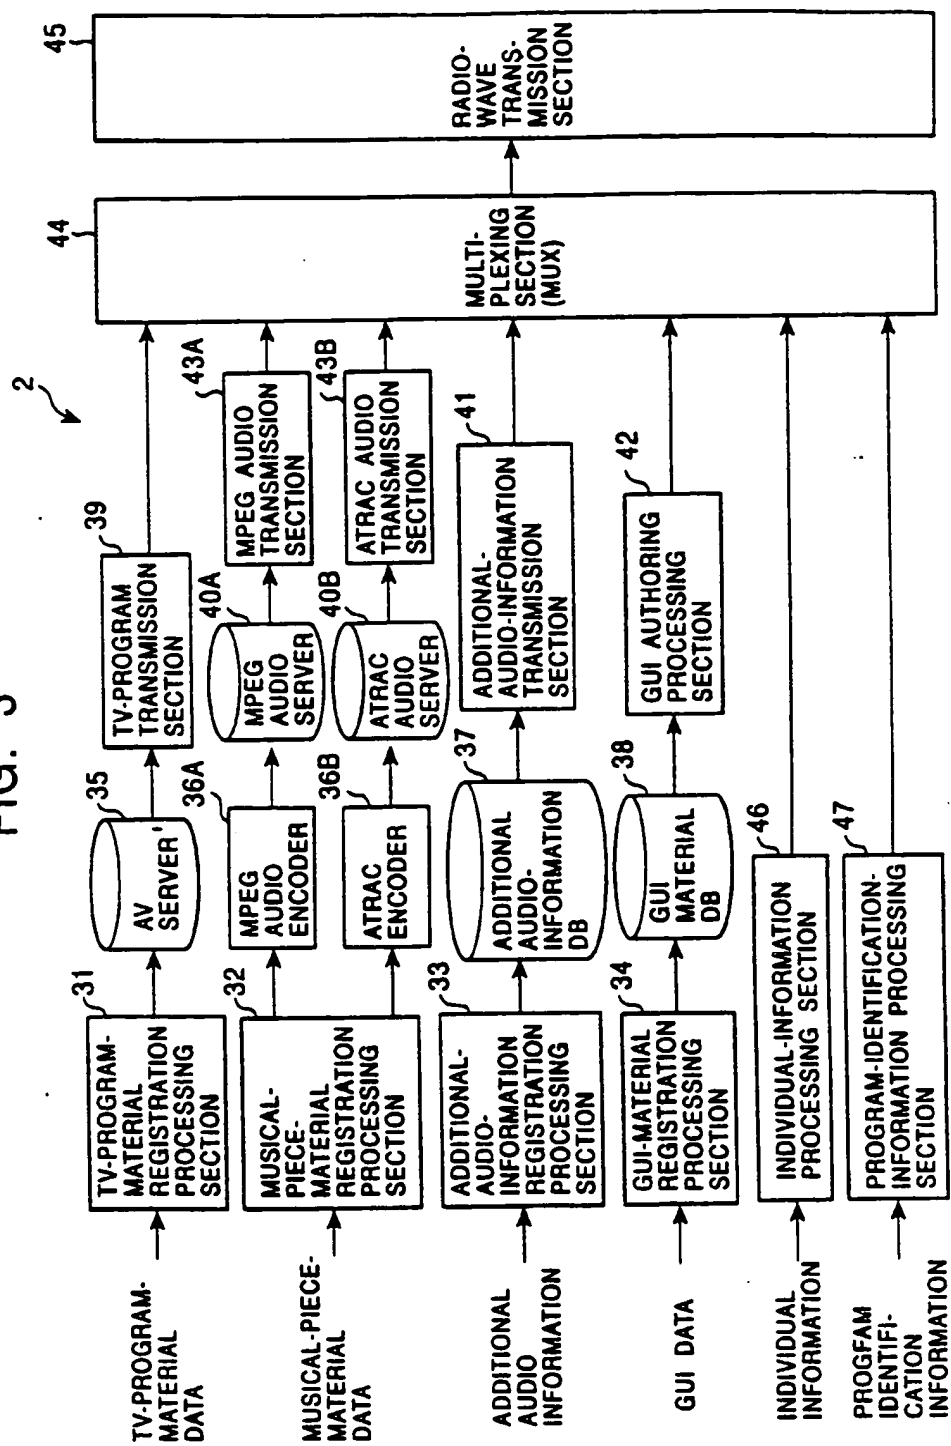 FIG. 3
2
TV-PROGRAM-
MATERIAL
DATA
31
TV-PROGRAM-
MATERIAL
REGISTRATION
PROCESSING
SECTION
35
AV
SERVER'
39
TV-PROGRAM
TRANSMISSION
SECTION
MUSICAL-PIECE-
MATERIAL
DATA
32
MUSICAL-
PIECE-
MATERIAL
REGISTRATION
PROCESSING
SECTION
36A
MPEG
AUDIO
ENCODER
40A
MPEG
AUDIO
SERVER
43A
MPEG AUDIO
TRANSMISSION
SECTION
36B
ATRAC
ENCODER
40B
ATRAC
AUDIO
SERVER
43B
ATRAC AUDIO
TRANSMISSION
SECTION
ADDITIONAL
AUDIO
INFORMATION
33
ADDITIONAL-
AUDIO-
INFORMATION
REGISTRATION
PROCESSING
SECTION
37
ADDITIONAL
AUDIO-
INFORMATION
DB
41
ADDITIONAL-
AUDIO-INFORMATION
TRANSMISSION
SECTION
GUI DATA
34
GUI-MATERIAL
REGISTRATION
PROCESSING
SECTION
38
GUI
MATERIAL
DB
42
GUI AUTHORING
PROCESSING
SECTION
INDIVIDUAL
INFORMATION
46
INDIVIDUAL-INFORMATION
PROCESSING SECTION
PROGFAM
IDENTIFI-
CATION
INFORMATION
47
PROGRAM-IDENTIFICATION-
INFORMATION PROCESSING
SECTION
44
MULTI-
PLEXING
SECTION
(MUX)
45
RADIO-
WAVE
TRANS-
MISSION
SECTION